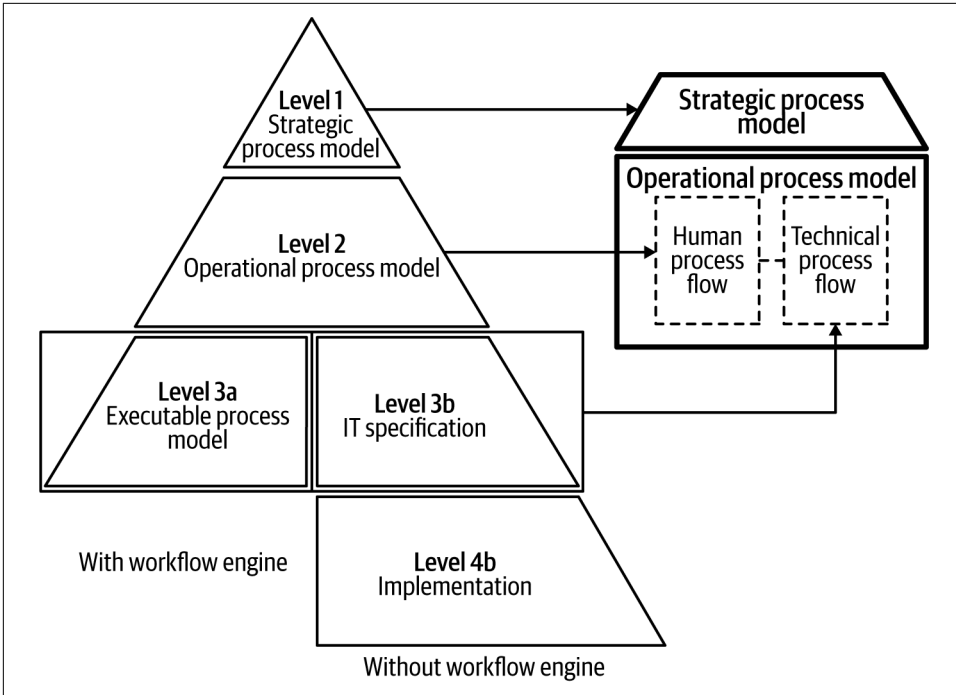 Level 1
Strategic
process model
Strategic process
model
Operational process model
Human
process
flow
Technical
process
flow
Level 2
Operational process model
Level 3a
Executable process
model
Level 3b
IT specification
With workflow engine
Level 4b
Implementation
Without workflow engine